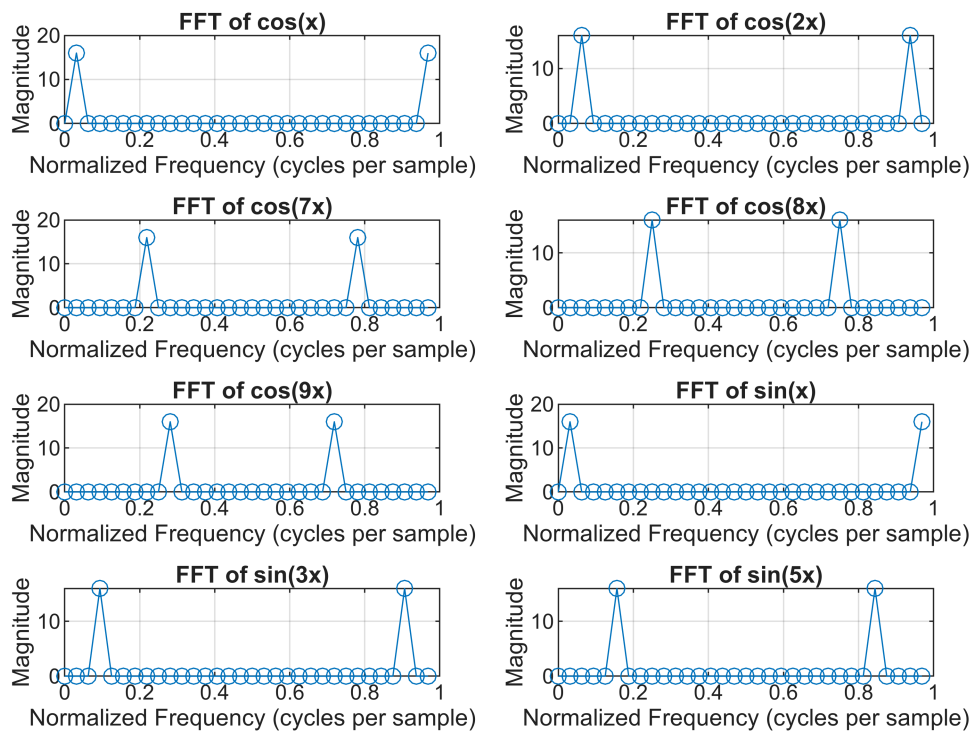 FFT of cos(x)
20
10
0
Magnitude
0 0.2 0.4 0.6 0.8 1
Normalized Frequency (cycles per sample)
FFT of cos(2x)
10
0
Magnitude
0 0.2 0.4 0.6 0.8 1
Normalized Frequency (cycles per sample)
FFT of cos(7x)
20
10
0
Magnitude
0 0.2 0.4 0.6 0.8 1
Normalized Frequency (cycles per sample)
FFT of cos(8x)
10
0
Magnitude
0 0.2 0.4 0.6 0.8 1
Normalized Frequency (cycles per sample)
FFT of cos(9x)
20
10
0
Magnitude
0 0.2 0.4 0.6 0.8 1
Normalized Frequency (cycles per sample)
FFT of sin(x)
20
10
0
Magnitude
0 0.2 0.4 0.6 0.8 1
Normalized Frequency (cycles per sample)
FFT of sin(3x)
10
0
Magnitude
0 0.2 0.4 0.6 0.8 1
Normalized Frequency (cycles per sample)
FFT of sin(5x)
10
0
Magnitude
0 0.2 0.4 0.6 0.8 1
Normalized Frequency (cycles per sample)